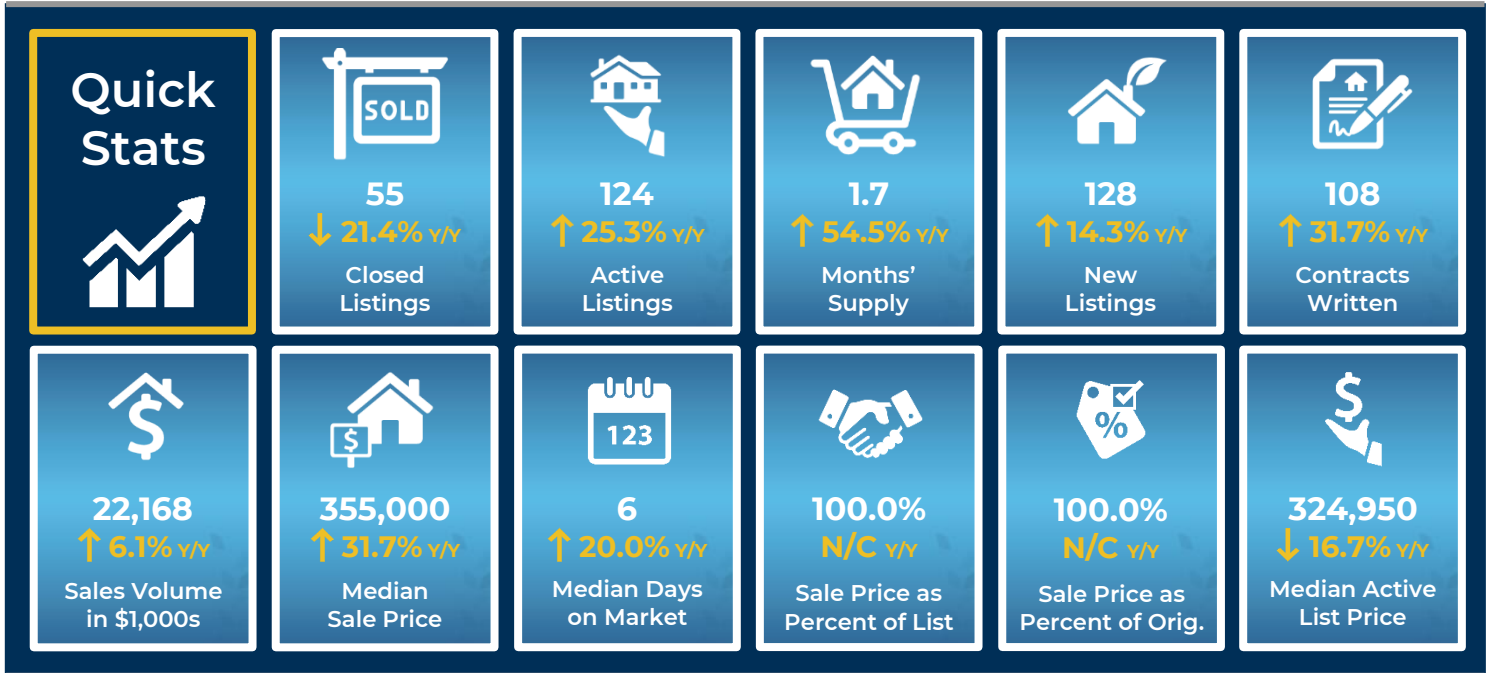 Quick
Stats
SOLD
55
↓ 21.4% Y/Y
Closed
Listings
124
↑ 25.3% Y/Y
Active
Listings
1.7
↑ 54.5% Y/Y
Months’
Supply
128
↑ 14.3% Y/Y
New
Listings
108
↑ 31.7% Y/Y
Contracts
Written
$
22,168
↑ 6.1% Y/Y
Sales Volume
in $1,000s
$
355,000
↑ 31.7% Y/Y
Median
Sale Price
123
6
↑ 20.0% Y/Y
Median Days
on Market
100.0%
N/C Y/Y
Sale Price as
Percent of List
%
100.0%
N/C Y/Y
Sale Price as
Percent of Orig.
$
324,950
↓ 16.7% Y/Y
Median Active
List Price